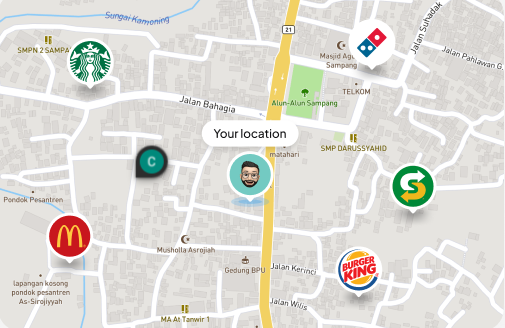 Sungai Kamoning
SMPN 2 SAMPA
21
Masjid Ag
Sampang
Jalan Suhadak
Jalan Pahlawan G.
TELKOM
Jalan Bahagia
Alun-Alun Sampang
Your location
matahari
SMP DARUSSYAHID
C
Pondok Pesantren
M
S
Musholla Asrojiah
Gedung BPU
BURGER
KING
Jalan Kerinci
lapangan kosong
pondok pesantren
As-Sirojiyyah
Jalan Wilis
MA At Tanwir 1